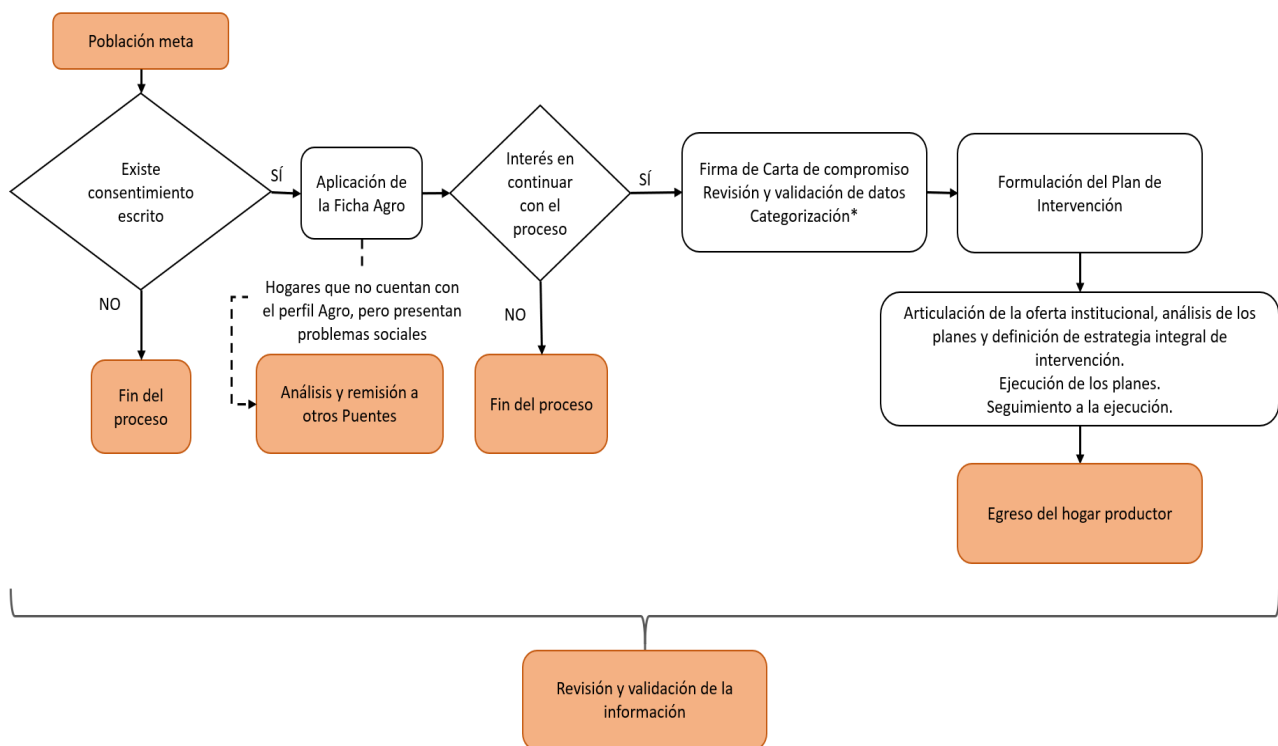 Población meta
Existe
consentimiento
escrito
SÍ
NO
Fin del
proceso
Aplicación de
la Ficha Agro
Hogares que no cuentan con
el perfil Agro, pero presentan
problemas sociales
Análisis y remisión a
otros Puentes
Interés en
continuar
con el
proceso
SÍ
NO
Fin del proceso
Firma de Carta de compromiso
Revisión y validación de datos
Categorización*
Formulación del Plan de
Intervención
Articulación de la oferta institucional, análisis de los
planes y definición de estrategia integral de
intervención.
Ejecución de los planes.
Seguimiento a la ejecución.
Egreso del hogar productor
Revisión y validación de la
información